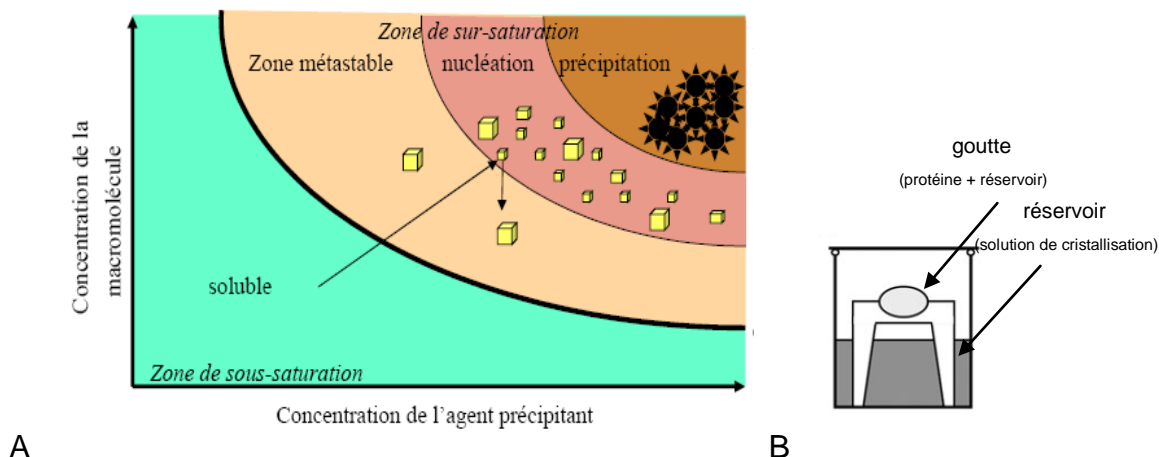 Zone de sur-saturation
Zone métastable
nucléation
précipitation
Concentration de la
macromolécule
soluble
Zone de sous-saturation
Concentration de l'agent précipitant
A
goutte
(protéine + réservoir)
réservoir
(solution de cristallisation)
B